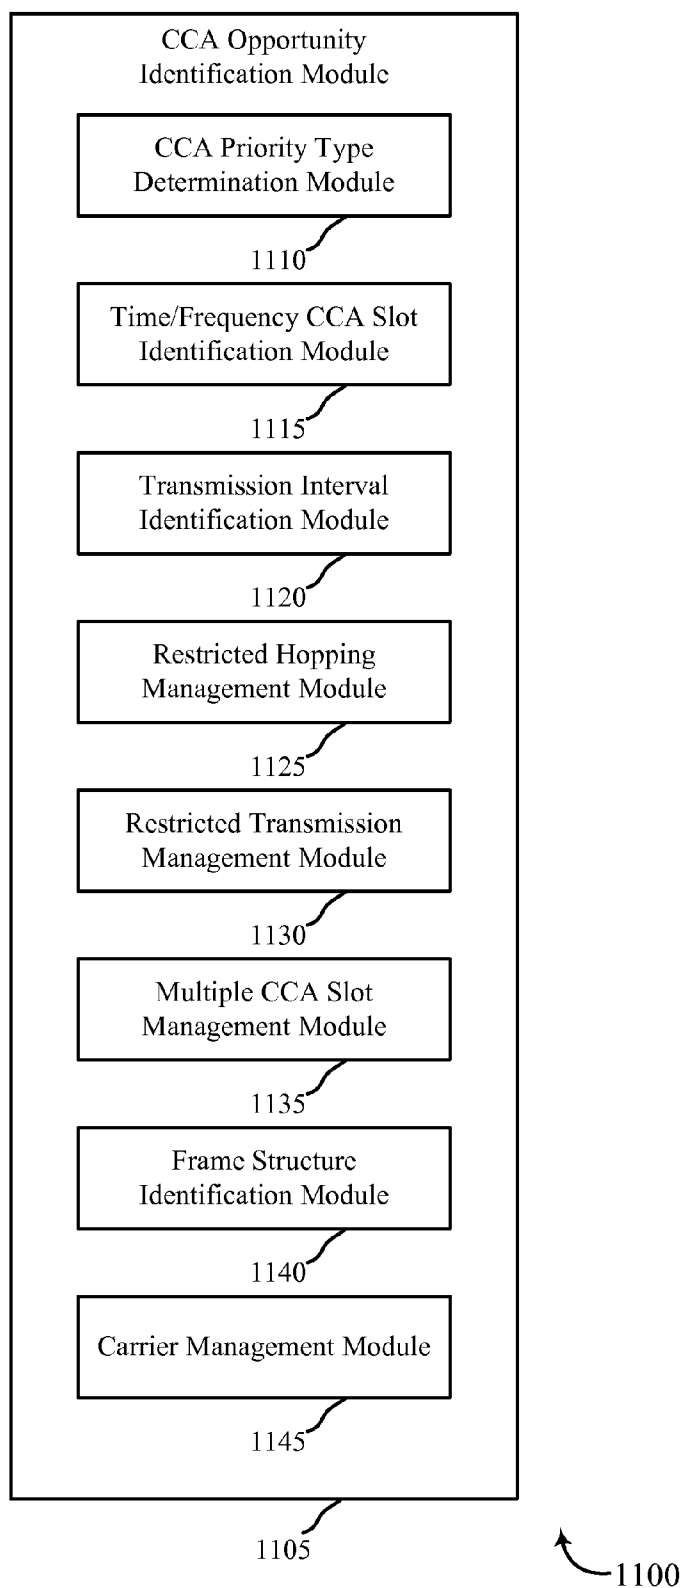 CCA Opportunity
Identification Module
CCA Priority Type
Determination Module
1110
Time/Frequency CCA Slot
Identification Module
1115
Transmission Interval
Identification Module
1120
Restricted Hopping
Management Module
1125
Restricted Transmission
Management Module
1130
Multiple CCA Slot
Management Module
1135
Frame Structure
Identification Module
1140
Carrier Management Module
1145
1105
1100